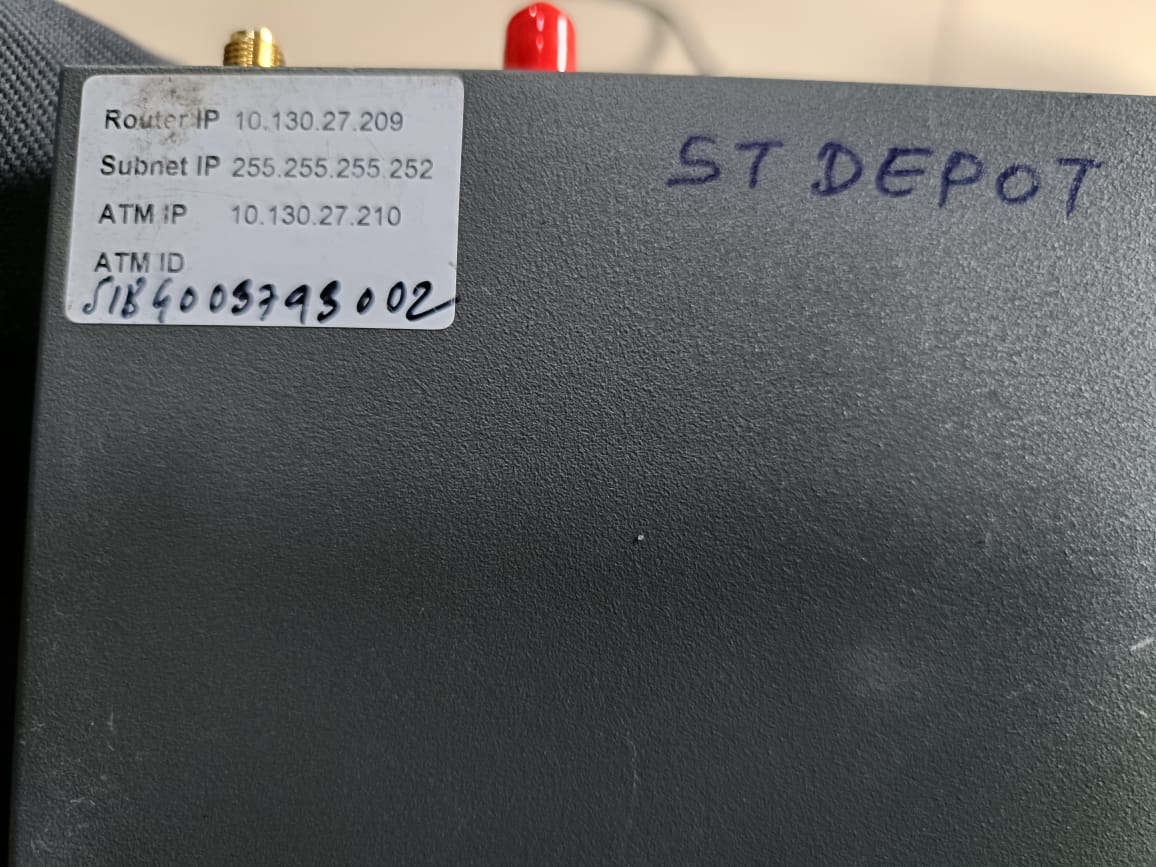 Router IP 10.130.27.209
Subnet IP 255.255.255.252
ATM IP 10.130.27.210
ATM ID
ST DEPOT